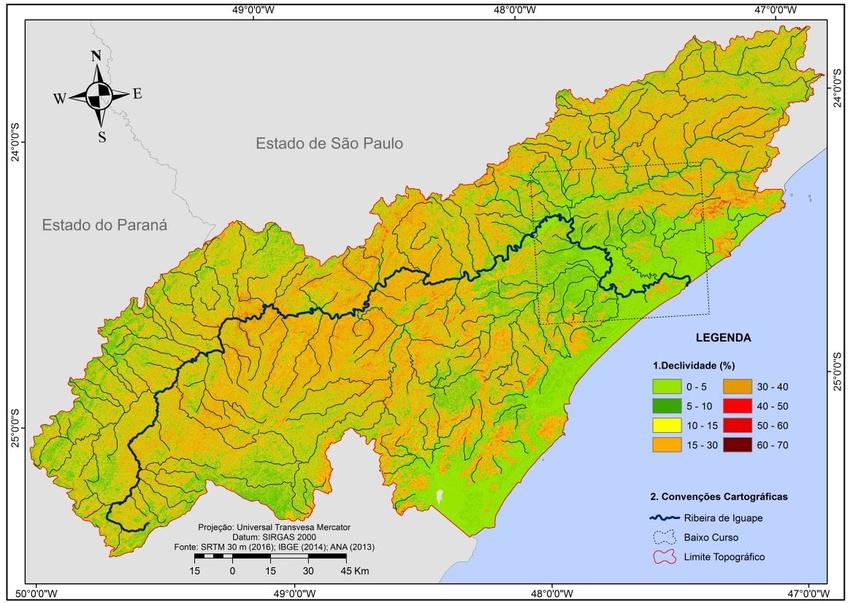 49°0'0"W
48°0'0"W
47°0'0"W
N
W
E
S
24°0'0"S
24°0'0"S
Estado de São Paulo
Estado do Paraná
LEGENDA
1.Declividade (%)
0 - 5
30 - 40
5 - 10
40 - 50
10 - 15
50 - 60
15 - 30
60 - 70
25°0'0"S
25°0'0"S
2. Convenções Cartográficas
Ribeira de Iguape
Baixo Curso
Limite Topográfico
Projeção: Universal Transvesa Mercator
Datum: SIRGAS 2000
Fonte: SRTM 30 m (2016); IBGE (2014); ANA (2013)
15 0 15 30 45 Km
50°0'0"W
49°0'0"W
48°0'0"W
47°0'0"W